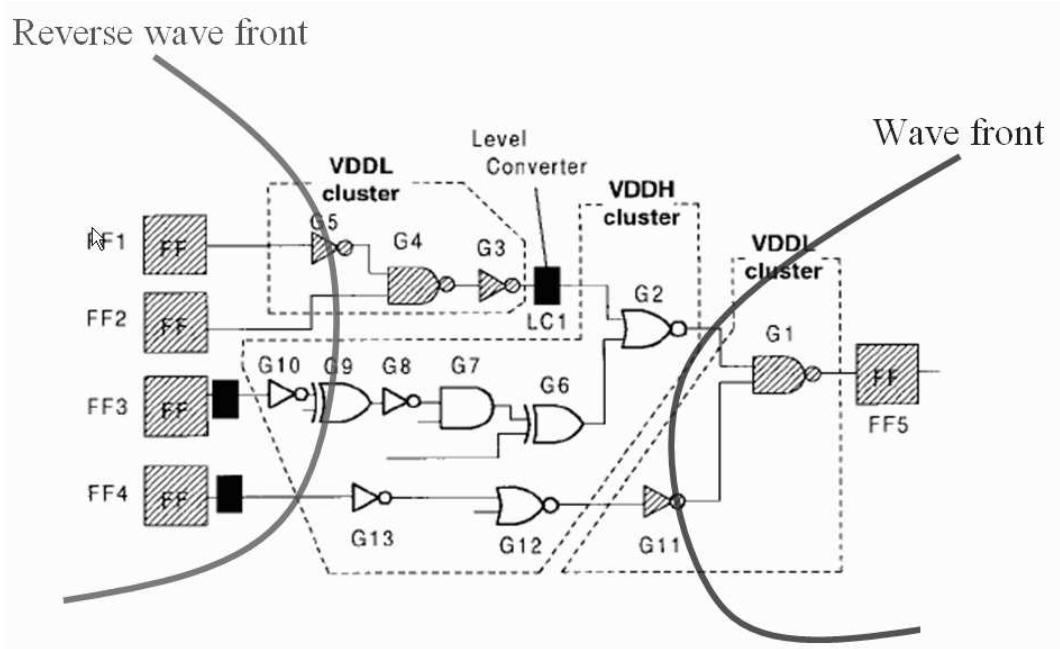 Reverse wave front
Wave front
Level
Converter
VDDL
cluster
VDDH
cluster
VDDL
cluster
G5
G4
G3
FF1
FF
LC1
G2
FF2
FF
G1
G10
G9
G8
G7
G6
FF3
FF
FF
FF5
FF4
FF
G13
G12
G11